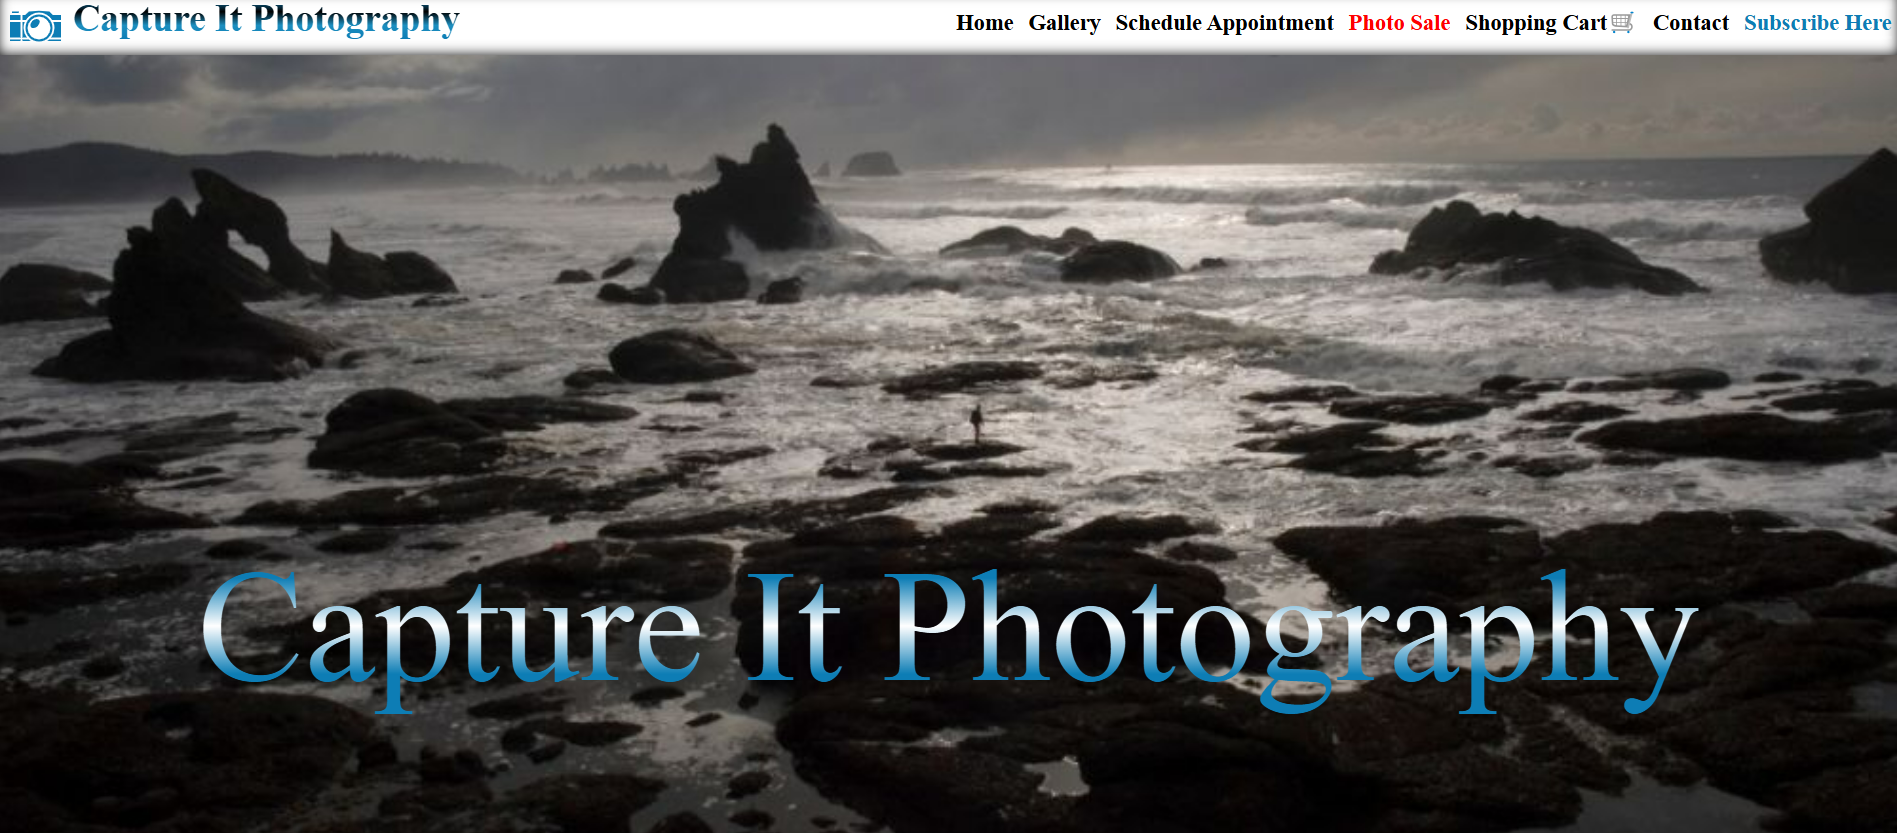 Capture It Photography
Home Gallery Schedule Appointment Photo Sale Shopping Cart Contact Subscribe Here
Capture It Photography